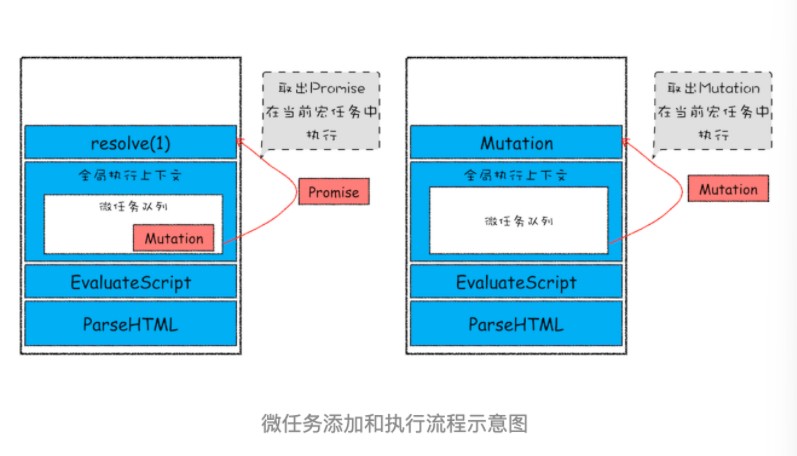 取出Promise
在当前宏任务中
执行
resolve(1)
全局执行上下文
微任务队列
Mutation
Promise
EvaluateScript
ParseHTML
取出Mutation
在当前宏任务中
执行
Mutation
全局执行上下文
微任务队列
Mutation
EvaluateScript
ParseHTML
微任务添加和执行流程示意图